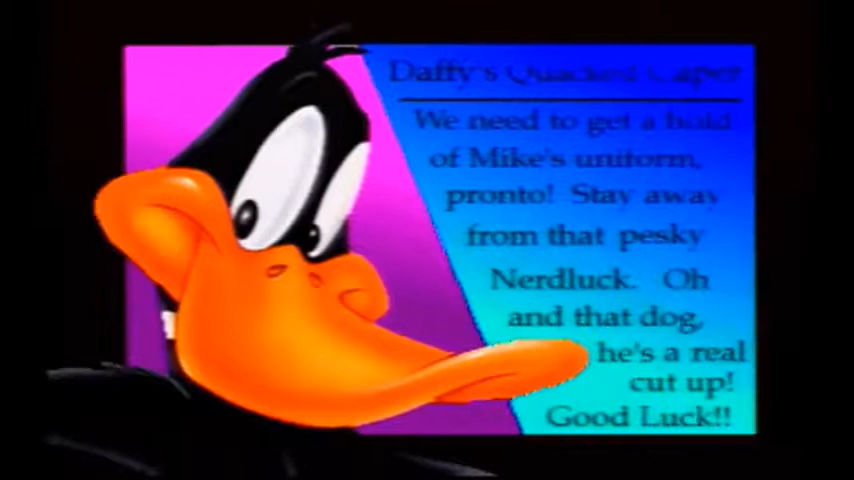 Daffy's Quacked Caper
We need to get a hold
of Mike's uniform,
pronto! Stay away
from that pesky
Nerdluck. Oh
and that dog,
he's a real
cut up!
Good Luck!!